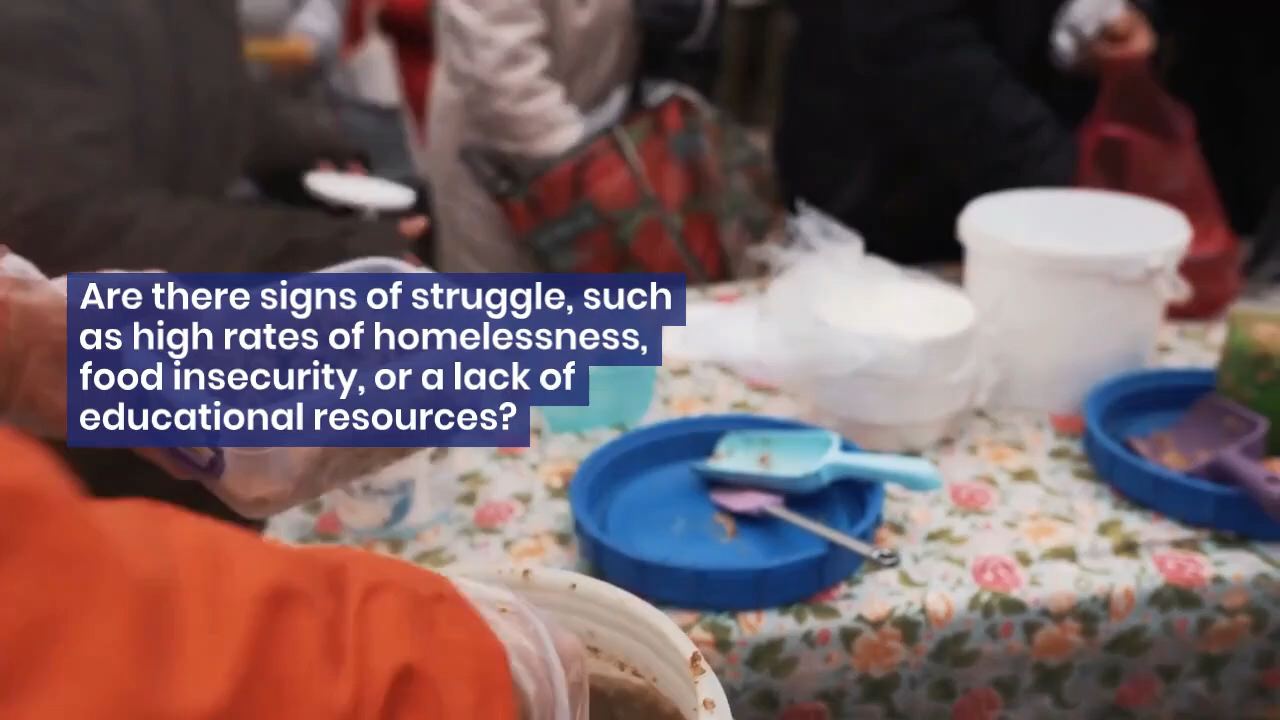 Are there signs of struggle, such
as high rates of homelessness,
food insecurity, or a lack of
educational resources?